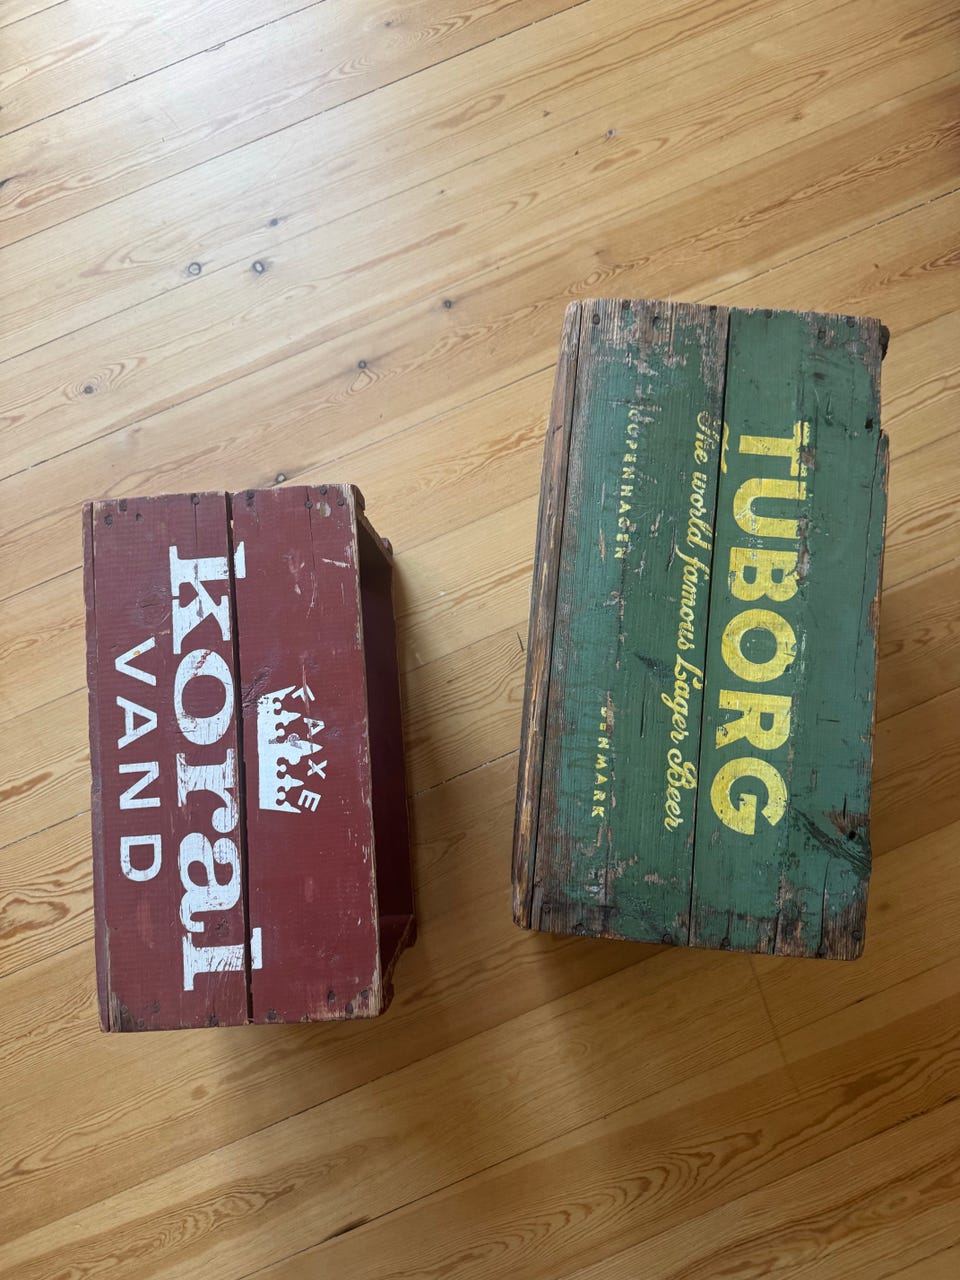 FAXE
koral
VAND
TUBORG
The world famous Lager Beer
COPENHAGEN DENMARK